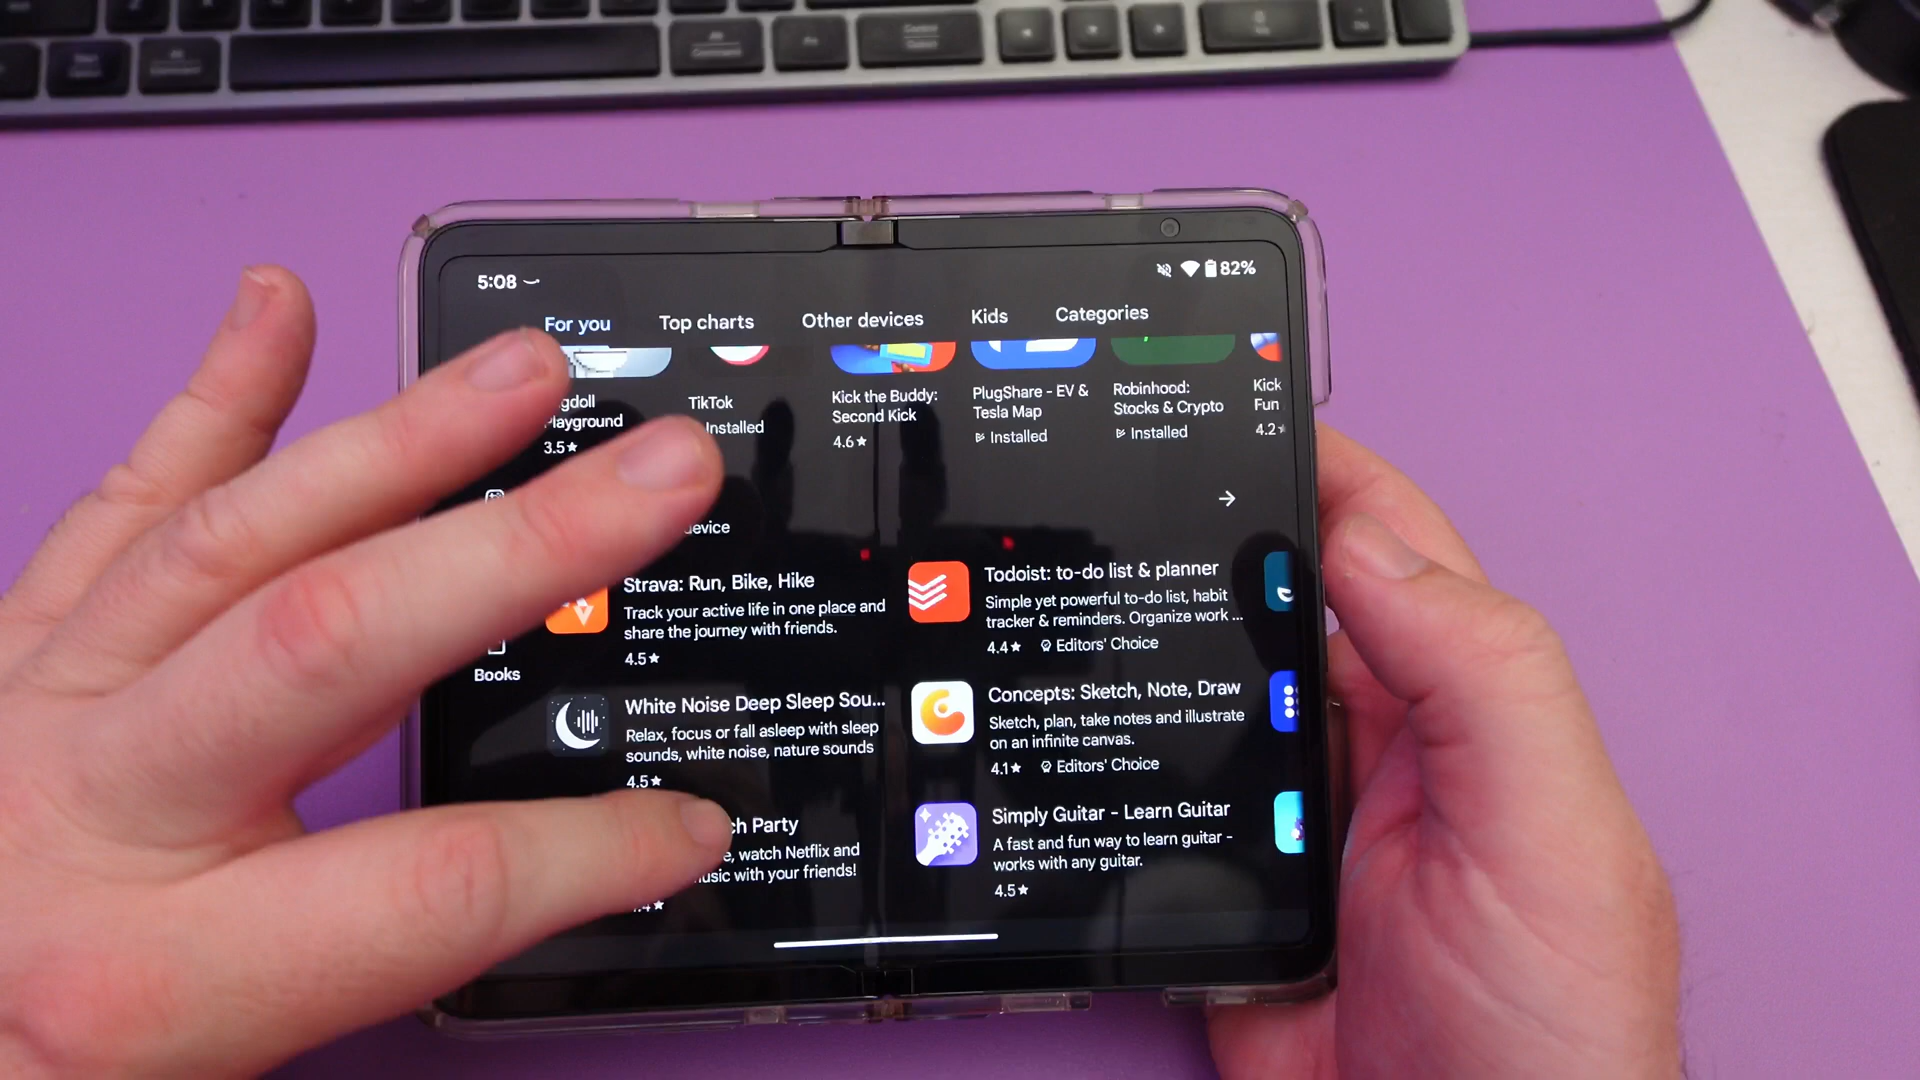 5:08
82%
For you
Top charts
Other devices
Kids
Categories
Playground
3.5★
TikTok
Installed
Kick the Buddy:
Second Kick
4.6★
PlugShare - EV &
Tesla Map
Installed
Robinhood:
Stocks & Crypto
Installed
Kick
Fun
4.2
Books
Strava: Run, Bike, Hike
Track your active life in one place and
share the journey with friends.
4.5★
Todoist: to-do list & planner
Simple yet powerful to-do list, habit
tracker & reminders. Organize work ...
4.4★ Editors' Choice
White Noise Deep Sleep Sou...
Relax, focus or fall asleep with sleep
sounds, white noise, nature sounds
4.5★
Concepts: Sketch, Note, Draw
Sketch, plan, take notes and illustrate
on an infinite canvas.
4.1★ Editors' Choice
Party
watch Netflix and
with your friends!
Simply Guitar - Learn Guitar
A fast and fun way to learn guitar -
works with any guitar.
4.5★